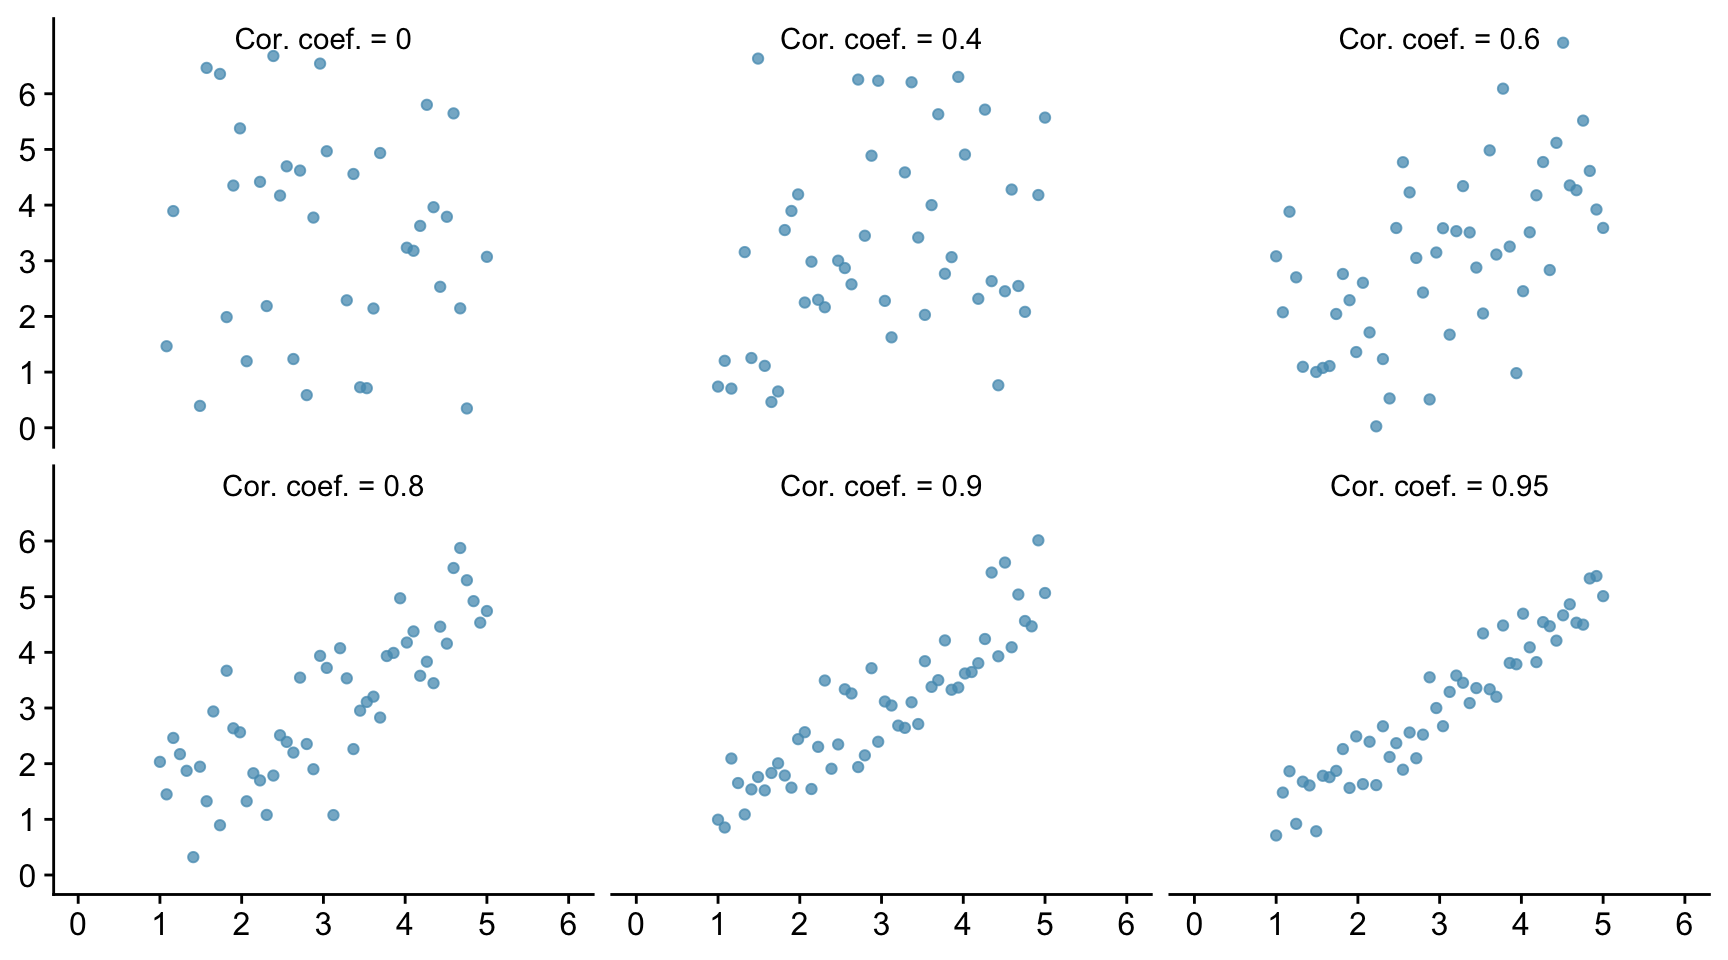 Cor. coef. = 0
Cor. coef. = 0.4
Cor. coef. = 0.6
6
5
4
3
2
1
0
Cor. coef. = 0.8
Cor. coef. = 0.9
Cor. coef. = 0.95
6
5
4
3
2
1
0
0 1 2 3 4 5 6
0 1 2 3 4 5 6
0 1 2 3 4 5 6